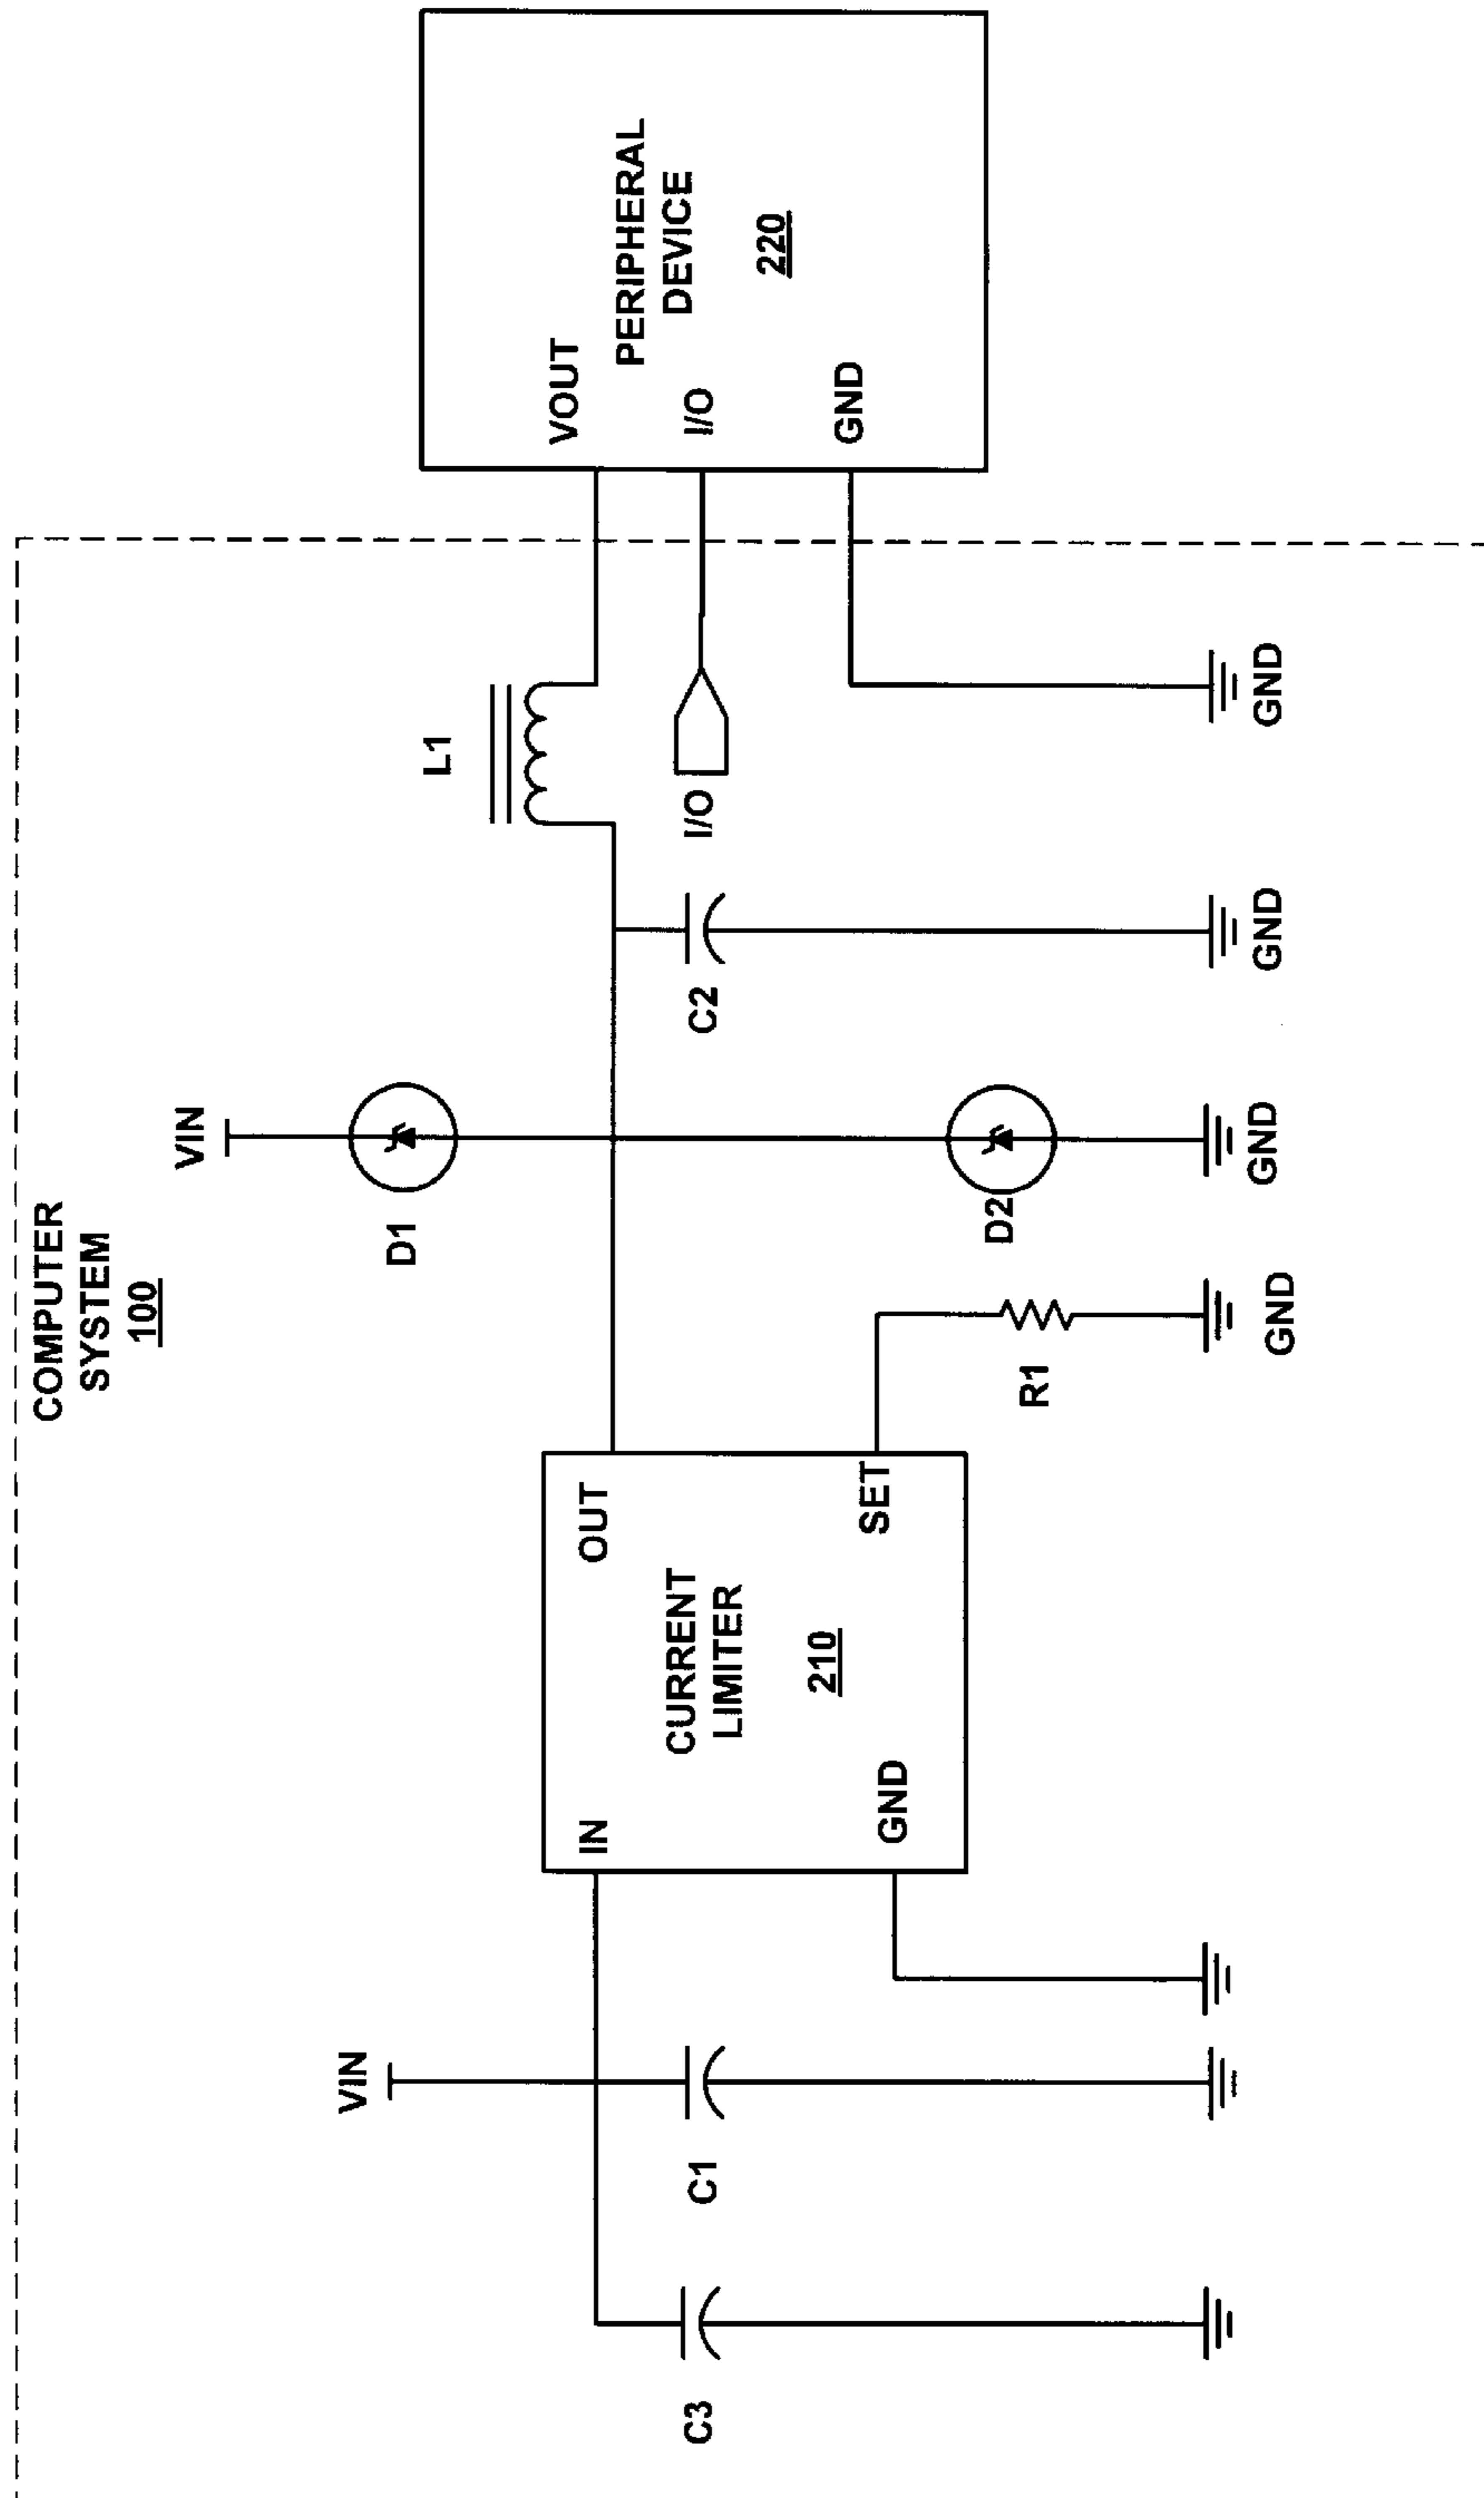 COMPUTER
SYSTEM
100
VIN
VIN
D1
L1
C3
C1
IN
OUT
CURRENT
LIMITER
210
GND
SET
R1
D2
C2
I/O
VOUT
PERIPHERAL
DEVICE
I/O
220
GND
GND
GND
GND
GND